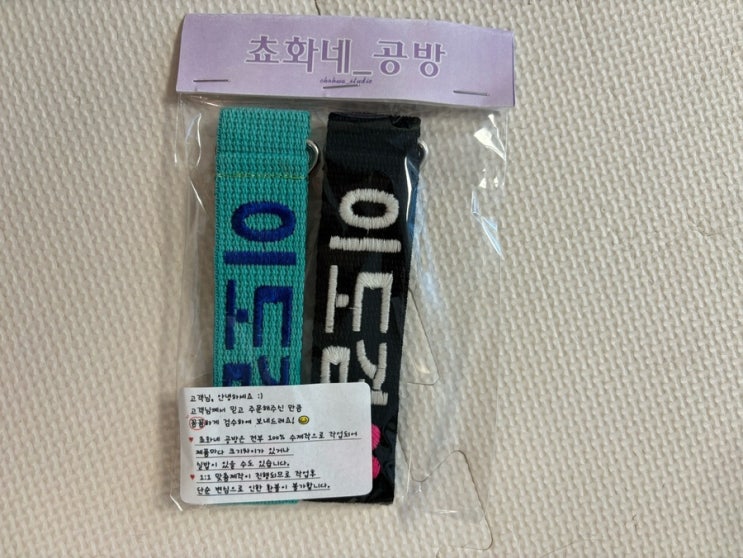 쵸화네_공방
chohwa_studio
이도
이도
고객님, 안녕하세요 :)
고객님께서 믿고 주문해주신 만큼
꼼꼼하게 검수하여 보내드려요!
♥ 쵸화네 공방은 전부 100% 수제작으로 작업되어
제품마다 크기차이가 있거나
실밥이 있을 수도 있습니다.
♥ 1:1 맞춤제작이 진행되므로 작업후
단순 변심으로 인한 환불이 불가합니다.